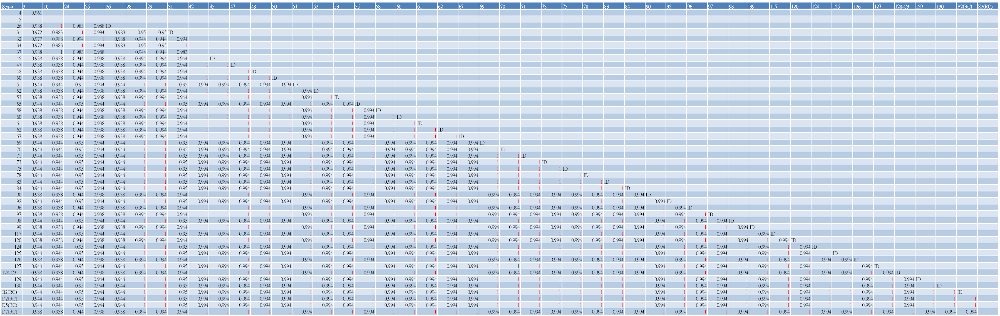 Seq-> 3 10 24 25 26 28 29 31 42 45 47 48 50 51 52 53 55 58 60 61 62 67 69 70 71 73 75 78 83 84 90 92 96 97 98 99 117 120 124 125 126 127 128-C3 129 130 B2(RC) Z2(RC)
4 0.961
5 1
26 0.988 1 0.983 0.988 ID
31 0.972 0.983 1 0.994 0.983 0.95 0.95 ID
32 0.977 0.988 0.994 1 0.988 0.944 0.944 0.994
34 0.972 0.983 1 0.994 0.983 0.95 0.95 1
37 0.988 1 0.983 0.988 1 0.944 0.944 0.983
45 0.938 0.938 0.944 0.938 0.938 0.994 0.994 0.944 1 ID
47 0.938 0.938 0.944 0.938 0.938 0.994 0.994 0.944 1 1 ID
48 0.938 0.938 0.944 0.938 0.938 0.994 0.994 0.944 1 1 1 ID
50 0.938 0.938 0.944 0.938 0.938 0.994 0.994 0.944 1 1 1 1 ID
51 0.944 0.944 0.95 0.944 0.944 1 1 0.95 0.994 0.994 0.994 0.994 0.994 ID
52 0.938 0.938 0.944 0.938 0.938 0.994 0.994 0.944 1 1 1 1 1 0.994 ID
53 0.938 0.938 0.944 0.938 0.938 0.994 0.994 0.944 1 1 1 1 1 0.994 1 ID
55 0.944 0.944 0.95 0.944 0.944 1 1 0.95 0.994 0.994 0.994 0.994 0.994 1 0.994 0.994 ID
58 0.938 0.938 0.944 0.938 0.938 0.994 0.994 0.944 1 1 1 1 1 0.994 1 1 0.994 ID
60 0.938 0.938 0.944 0.938 0.938 0.994 0.994 0.944 1 1 1 1 1 0.994 1 1 0.994 1 ID
61 0.938 0.938 0.944 0.938 0.938 0.994 0.994 0.944 1 1 1 1 1 0.994 1 1 0.994 1 1 ID
62 0.938 0.938 0.944 0.938 0.938 0.994 0.994 0.944 1 1 1 1 1 0.994 1 1 0.994 1 1 1 ID
67 0.938 0.938 0.944 0.938 0.938 0.994 0.994 0.944 1 1 1 1 1 0.994 1 1 0.994 1 1 1 1 ID
69 0.944 0.944 0.95 0.944 0.944 1 1 0.95 0.994 0.994 0.994 0.994 0.994 1 0.994 0.994 1 0.994 0.994 0.994 0.994 0.994 ID
70 0.944 0.944 0.95 0.944 0.944 1 1 0.95 0.994 0.994 0.994 0.994 0.994 1 0.994 0.994 1 0.994 0.994 0.994 0.994 0.994 1 ID
71 0.944 0.944 0.95 0.944 0.944 1 1 0.95 0.994 0.994 0.994 0.994 0.994 1 0.994 0.994 1 0.994 0.994 0.994 0.994 0.994 1 1 ID
73 0.944 0.944 0.95 0.944 0.944 1 1 0.95 0.994 0.994 0.994 0.994 0.994 1 0.994 0.994 1 0.994 0.994 0.994 0.994 0.994 1 1 1 ID
75 0.944 0.944 0.95 0.944 0.944 1 1 0.95 0.994 0.994 0.994 0.994 0.994 1 0.994 0.994 1 0.994 0.994 0.994 0.994 0.994 1 1 1 1 ID
78 0.944 0.944 0.95 0.944 0.944 1 1 0.95 0.994 0.994 0.994 0.994 0.994 1 0.994 0.994 1 0.994 0.994 0.994 0.994 0.994 1 1 1 1 1 ID
83 0.944 0.944 0.95 0.944 0.944 1 1 0.95 0.994 0.994 0.994 0.994 0.994 1 0.994 0.994 1 0.994 0.994 0.994 0.994 0.994 1 1 1 1 1 1 ID
84 0.944 0.944 0.95 0.944 0.944 1 1 0.95 0.994 0.994 0.994 0.994 0.994 1 0.994 0.994 1 0.994 0.994 0.994 0.994 0.994 1 1 1 1 1 1 1 ID
90 0.938 0.938 0.944 0.938 0.938 0.994 0.994 0.944 1 1 1 1 1 0.994 1 1 0.994 1 1 1 1 1 0.994 0.994 0.994 0.994 0.994 0.994 0.994 0.994 ID
92 0.944 0.944 0.95 0.944 0.944 1 1 0.95 0.994 0.994 0.994 0.994 0.994 1 0.994 0.994 1 0.994 0.994 0.994 0.994 0.994 1 1 1 1 1 1 1 1 0.994 ID
96 0.938 0.938 0.944 0.938 0.938 0.994 0.994 0.944 1 1 1 1 1 0.994 1 1 0.994 1 1 1 1 1 0.994 0.994 0.994 0.994 0.994 0.994 0.994 0.994 1 0.994 ID
97 0.938 0.938 0.944 0.938 0.938 0.994 0.994 0.944 1 1 1 1 1 0.994 1 1 0.994 1 1 1 1 1 0.994 0.994 0.994 0.994 0.994 0.994 0.994 0.994 1 0.994 1 ID
98 0.944 0.944 0.95 0.944 0.944 1 1 0.95 0.994 0.994 0.994 0.994 0.994 1 0.994 0.994 1 0.994 0.994 0.994 0.994 0.994 1 1 1 1 1 1 1 1 0.994 1 0.994 0.994 ID
99 0.938 0.938 0.944 0.938 0.938 0.994 0.994 0.944 1 1 1 1 1 0.994 1 1 0.994 1 1 1 1 1 0.994 0.994 0.994 0.994 0.994 0.994 0.994 0.994 1 0.994 1 1 0.994 ID
117 0.944 0.944 0.95 0.944 0.944 1 1 0.95 0.994 0.994 0.994 0.994 0.994 1 0.994 0.994 1 0.994 0.994 0.994 0.994 0.994 1 1 1 1 1 1 1 1 0.994 1 0.994 0.994 1 0.994 ID
120 0.938 0.938 0.944 0.938 0.938 0.994 0.994 0.944 1 1 1 1 1 0.994 1 1 0.994 1 1 1 1 1 0.994 0.994 0.994 0.994 0.994 0.994 0.994 0.994 1 0.994 1 1 0.994 1 0.994 ID
124 0.944 0.944 0.95 0.944 0.944 1 1 0.95 0.994 0.994 0.994 0.994 0.994 1 0.994 0.994 1 0.994 0.994 0.994 0.994 0.994 1 1 1 1 1 1 1 1 0.994 1 0.994 0.994 1 0.994 1 0.994 ID
125 0.944 0.944 0.95 0.944 0.944 1 1 0.95 0.994 0.994 0.994 0.994 0.994 1 0.994 0.994 1 0.994 0.994 0.994 0.994 0.994 1 1 1 1 1 1 1 1 0.994 1 0.994 0.994 1 0.994 1 0.994 1 ID
126 0.938 0.938 0.944 0.938 0.938 0.994 0.994 0.944 1 1 1 1 1 0.994 1 1 0.994 1 1 1 1 1 0.994 0.994 0.994 0.994 0.994 0.994 0.994 0.994 1 0.994 1 1 0.994 1 0.994 1 0.994 0.994 ID
127 0.944 0.944 0.95 0.944 0.944 1 1 0.95 0.994 0.994 0.994 0.994 0.994 1 0.994 0.994 1 0.994 0.994 0.994 0.994 0.994 1 1 1 1 1 1 1 1 0.994 1 0.994 0.994 1 0.994 1 0.994 1 1 0.994 ID
128-C3 0.938 0.938 0.944 0.938 0.938 0.994 0.994 0.944 1 1 1 1 1 0.994 1 1 0.994 1 1 1 1 1 0.994 0.994 0.994 0.994 0.994 0.994 0.994 0.994 1 0.994 1 1 0.994 1 0.994 1 0.994 0.994 1 0.994 ID
129 0.944 0.944 0.95 0.944 0.944 1 1 0.95 0.994 0.994 0.994 0.994 0.994 1 0.994 0.994 1 0.994 0.994 0.994 0.994 0.994 1 1 1 1 1 1 1 1 0.994 1 0.994 0.994 1 0.994 1 0.994 1 1 0.994 1 0.994 ID
130 0.944 0.944 0.95 0.944 0.944 1 1 0.95 0.994 0.994 0.994 0.994 0.994 1 0.994 0.994 1 0.994 0.994 0.994 0.994 0.994 1 1 1 1 1 1 1 1 0.994 1 0.994 0.994 1 0.994 1 0.994 1 1 0.994 1 0.994 1 ID
B2(RC) 0.944 0.944 0.95 0.944 0.944 1 1 0.95 0.994 0.994 0.994 0.994 0.994 1 0.994 0.994 1 0.994 0.994 0.994 0.994 0.994 1 1 1 1 1 1 1 1 0.994 1 0.994 0.994 1 0.994 1 0.994 1 1 0.994 1 0.994 1 1 ID
D2(RC) 0.944 0.944 0.95 0.944 0.944 1 1 0.95 0.994 0.994 0.994 0.994 0.994 1 0.994 0.994 1 0.994 0.994 0.994 0.994 0.994 1 1 1 1 1 1 1 1 0.994 1 0.994 0.994 1 0.994 1 0.994 1 1 0.994 1 0.994 1 1 1
D5(RC) 0.944 0.944 0.95 0.944 0.944 1 1 0.95 0.994 0.994 0.994 0.994 0.994 1 0.994 0.994 1 0.994 0.994 0.994 0.994 0.994 1 1 1 1 1 1 1 1 0.994 1 0.994 0.994 1 0.994 1 0.994 1 1 0.994 1 0.994 1 1 1
D7(RC) 0.938 0.938 0.944 0.938 0.938 0.994 0.994 0.944 1 1 1 1 1 0.994 1 1 0.994 1 1 1 1 1 0.994 0.994 0.994 0.994 0.994 0.994 0.994 0.994 1 0.994 1 1 0.994 1 0.994 1 0.994 0.994 1 0.994 1 0.994 0.994 0.994